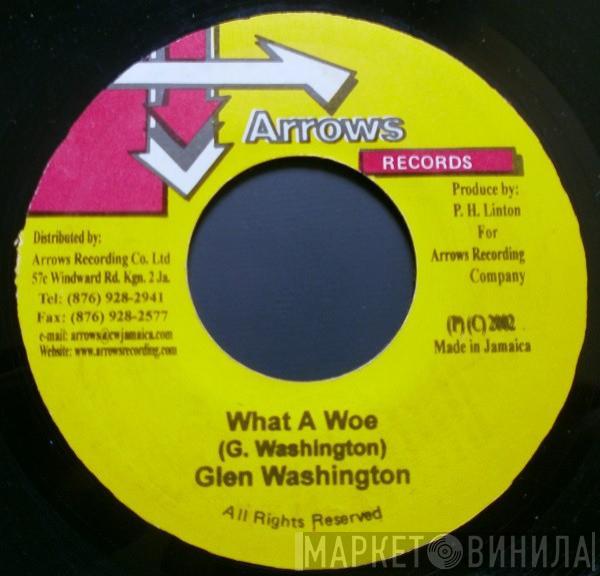 Arrows
RECORDS
Produce by:
P. H. Linton
For
Arrows Recording
Company
(P) (C) 2002
Made in Jamaica
Distributed by:
Arrows Recording Co. Ltd
57c Windward Rd. Kgn. 2 Ja.
Tel: (876) 928-2941
Fax: (876) 928-2577
e-mail: arrows@cwjamaica.com
Website: www.arrowsrecording.com
What A Woe
(G. Washington)
Glen Washington
All Rights Reserved
МАРКЕТ ВИНИЛА